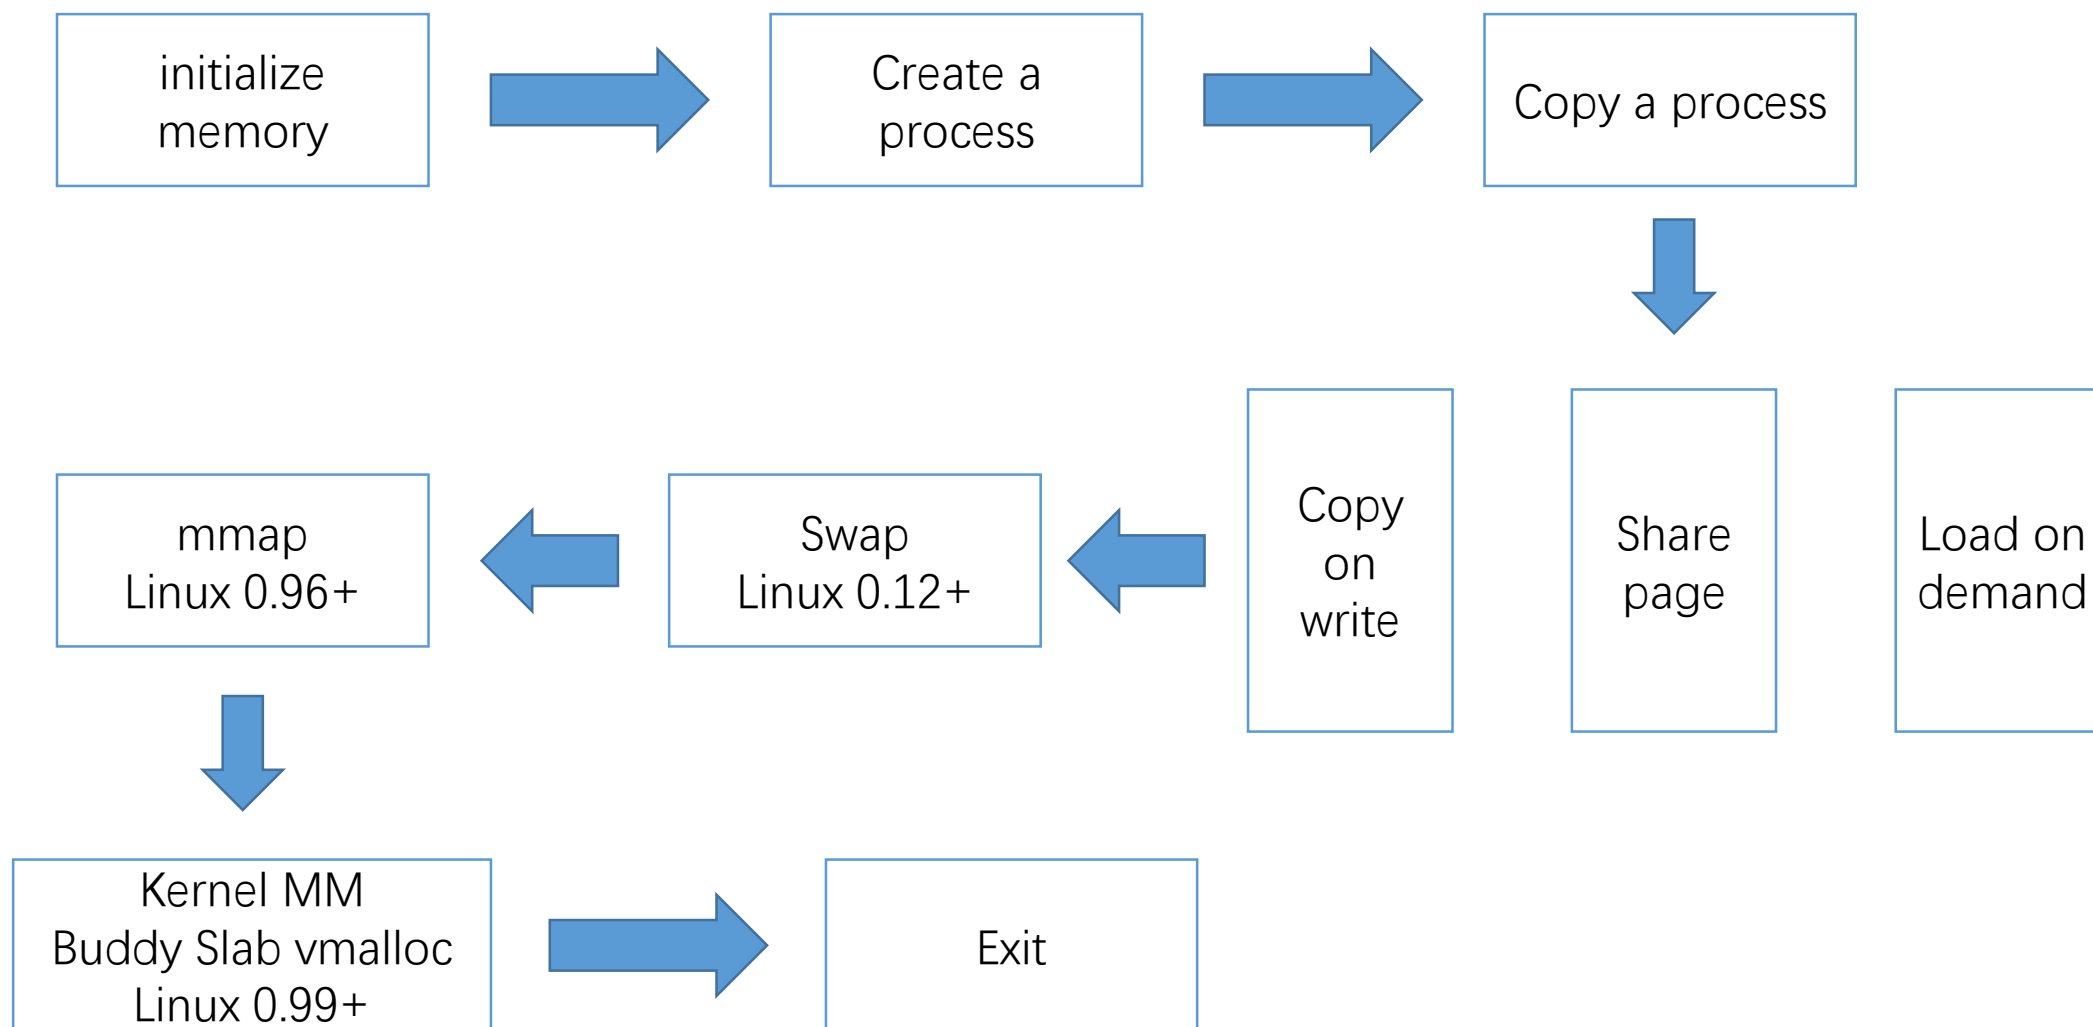 initialize
memory
Create a
process
Copy a process
Copy
on
write
Share
page
Load on
demand
Swap
Linux 0.12+
mmap
Linux 0.96+
Kernel MM
Buddy Slab vmalloc
Linux 0.99+
Exit